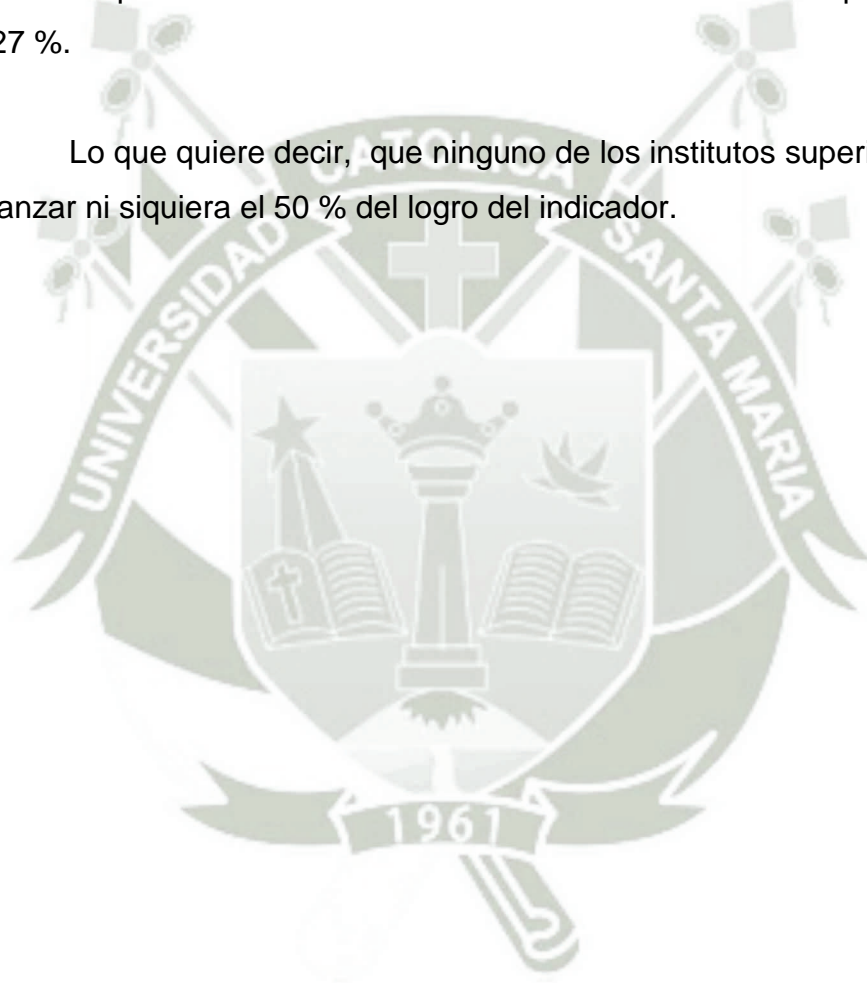 27 %.
Lo que quiere decir, que ninguno de los institutos
anzar ni siquiera el 50 % del logro del indicador.
UNIVERSIDAD CATOLICA SANTA MARIA
1961